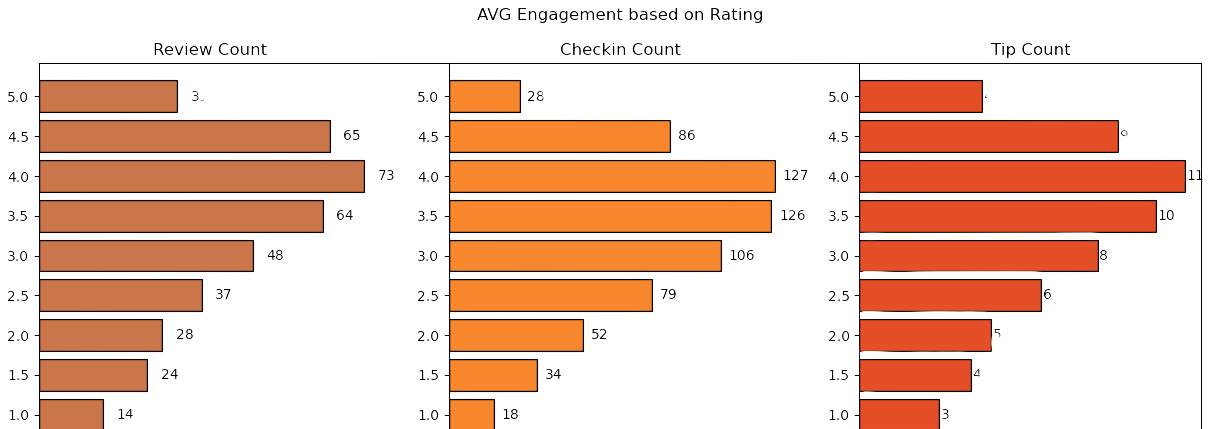 AVG Engagement based on Rating
Review Count Checkin Count Tip Count
5.0 5.0 28 5.0
4.5 65 4.5 86 4.5 9
4.0 73 4.0 127 4.0 11
3.5 64 3.5 126 3.5 10
3.0 48 3.0 106 3.0 8
2.5 37 2.5 79 2.5 6
2.0 28 2.0 52 2.0 5
1.5 24 1.5 34 1.5 4
1.0 14 1.0 18 1.0 3